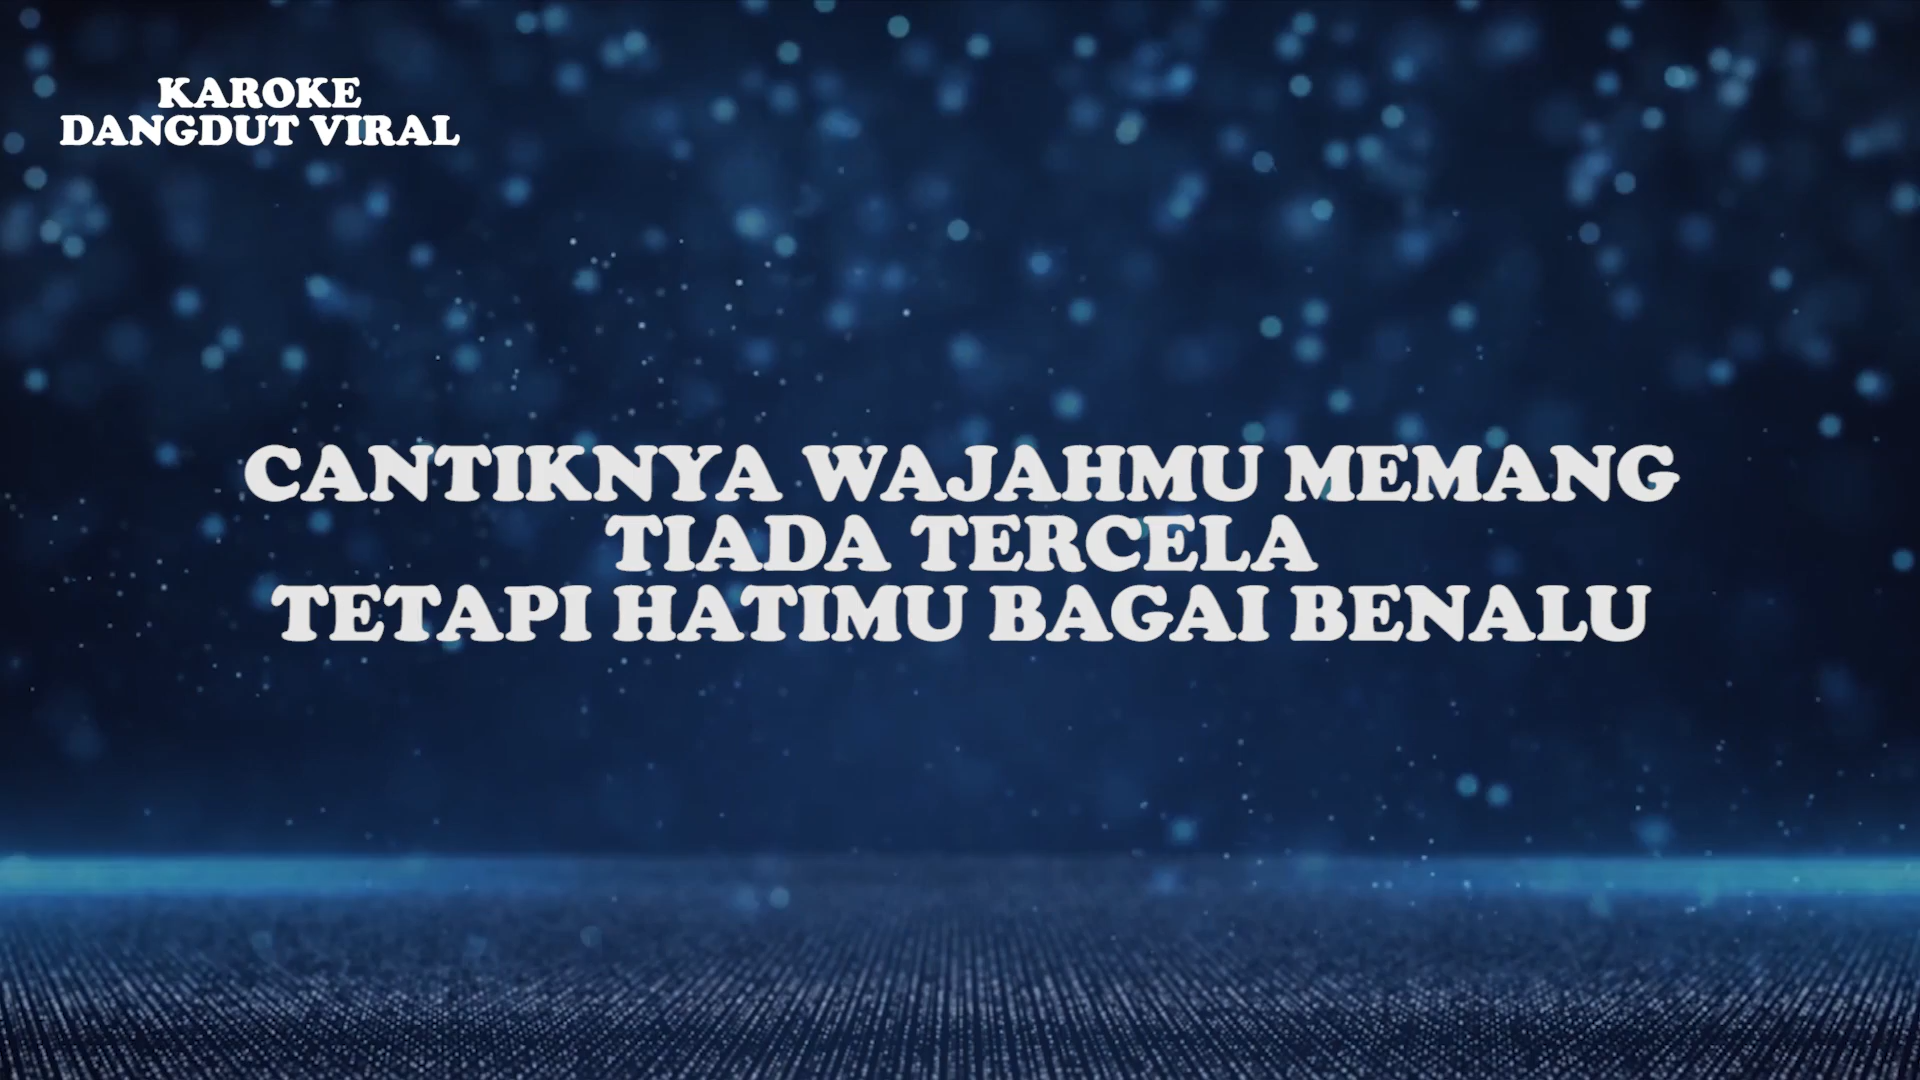 KAROKE
DANGDUT VIRAL
CANTIKNYA WAJAHMU MEMANG
TIADA TERCELA
TETAPI HATIMU BAGAI BENALU